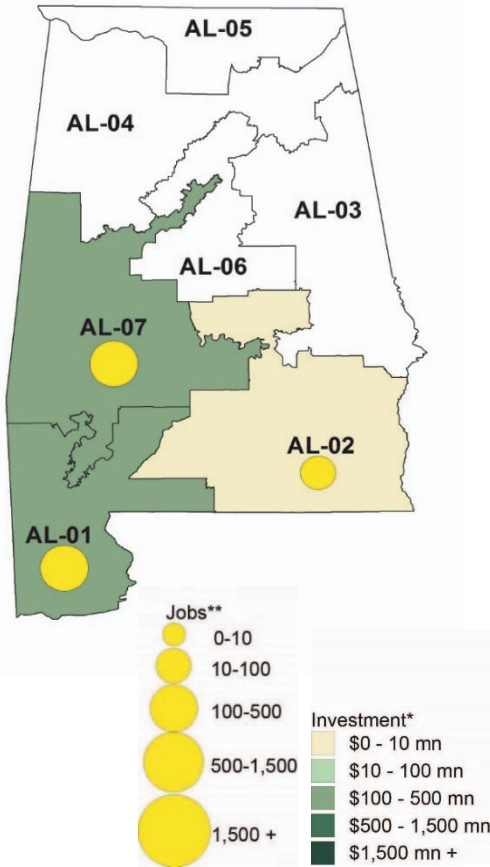 AL-05
AL-04
AL-03
AL-06
AL-07
AL-02
AL-01
Jobs**
0-10
10-100
100-500
500-1,500
1,500 +
Investment*
$0 - 10 mn
$10 - 100 mn
$100 - 500 mn
$500 - 1,500 mn
$1,500 mn +